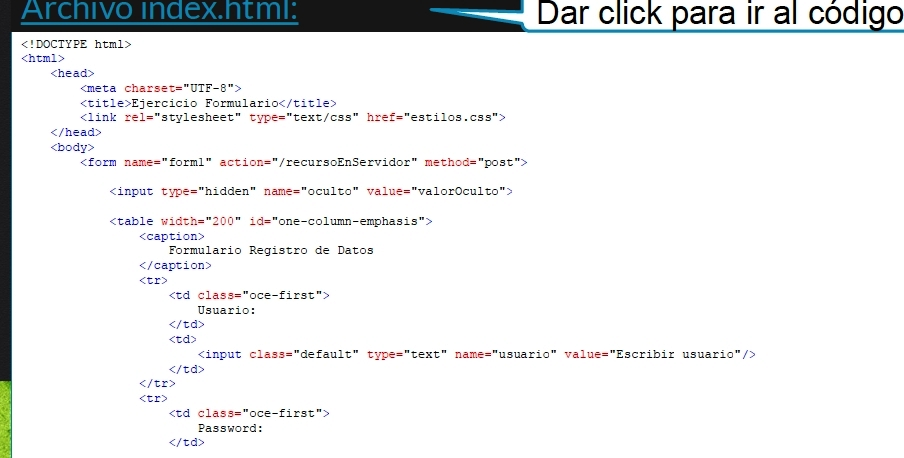 Archivo index.html:
Dar click para ir al código
<!DOCTYPE html>
<html>
<head>
<meta charset="UTF-8">
<title>Ejercicio Formulario</title>
<link rel="stylesheet" type="text/css" href="estilos.css">
</head>
<body>
<form name="form1" action="/recursoEnServidor" method="post">
<input type="hidden" name="oculto" value="valorOculto">
<table width="200" id="one-column-emphasis">
<caption>
Formulario Registro de Datos
</caption>
<tr>
<td class="oce-first">
Usuario:
</td>
<td>
<input class="default" type="text" name="usuario" value="Escribir usuario"/>
</td>
</tr>
<tr>
<td class="oce-first">
Password:
</td>